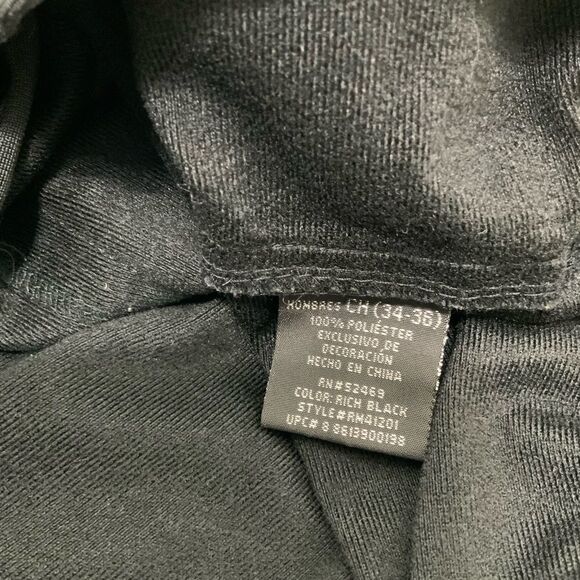 HOMBRES CH (34-36)
100% POLIÉSTER
EXCLUSIVO DE
DECORACIÓN
HECHO EN CHINA
RN#52469
COLOR: RICH BLACK
STYLE#RM41201
UPC# 8 8613900198